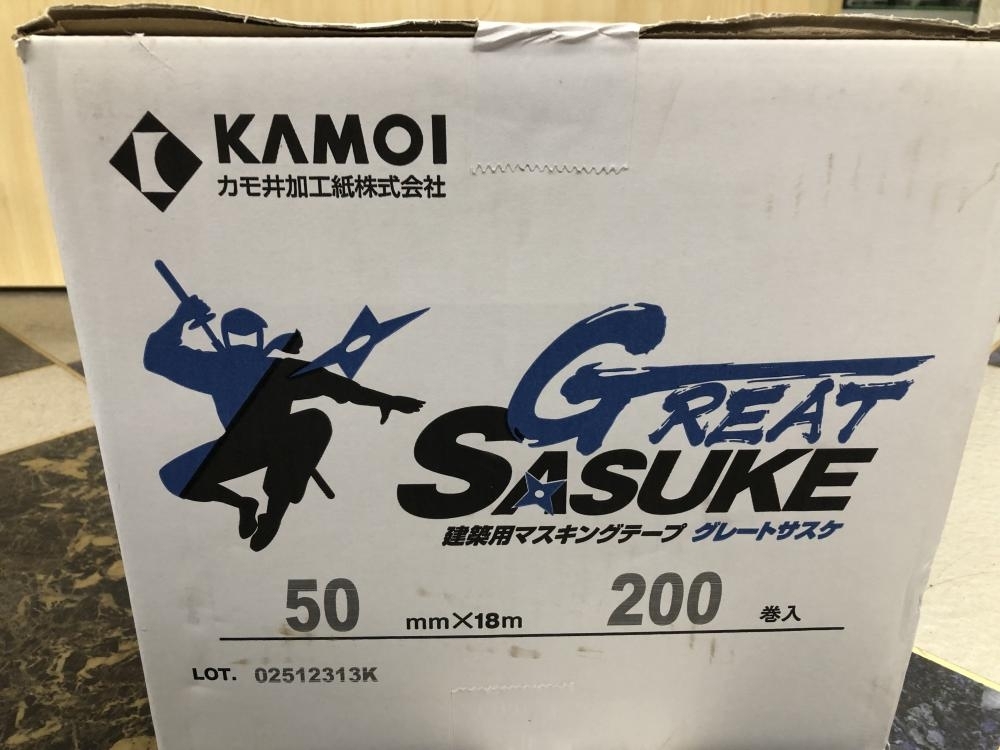 KAMOI
カモ井加工紙株式会社
GREAT
SASUKE
建築用マスキングテープ グレートサスケ
50 mm×18m 200 巻入
LOT. 02512313K